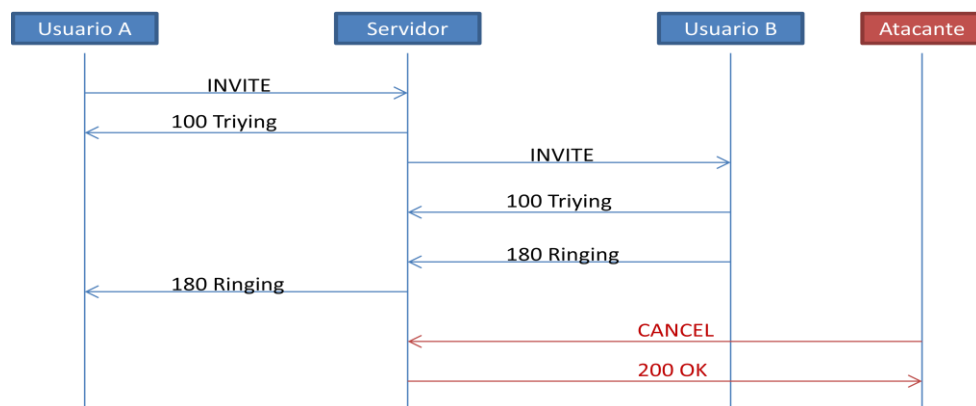 Usuario A
Servidor
Usuario B
Atacante
INVITE
100 Triying
INVITE
100 Triying
180 Ringing
180 Ringing
CANCEL
200 OK